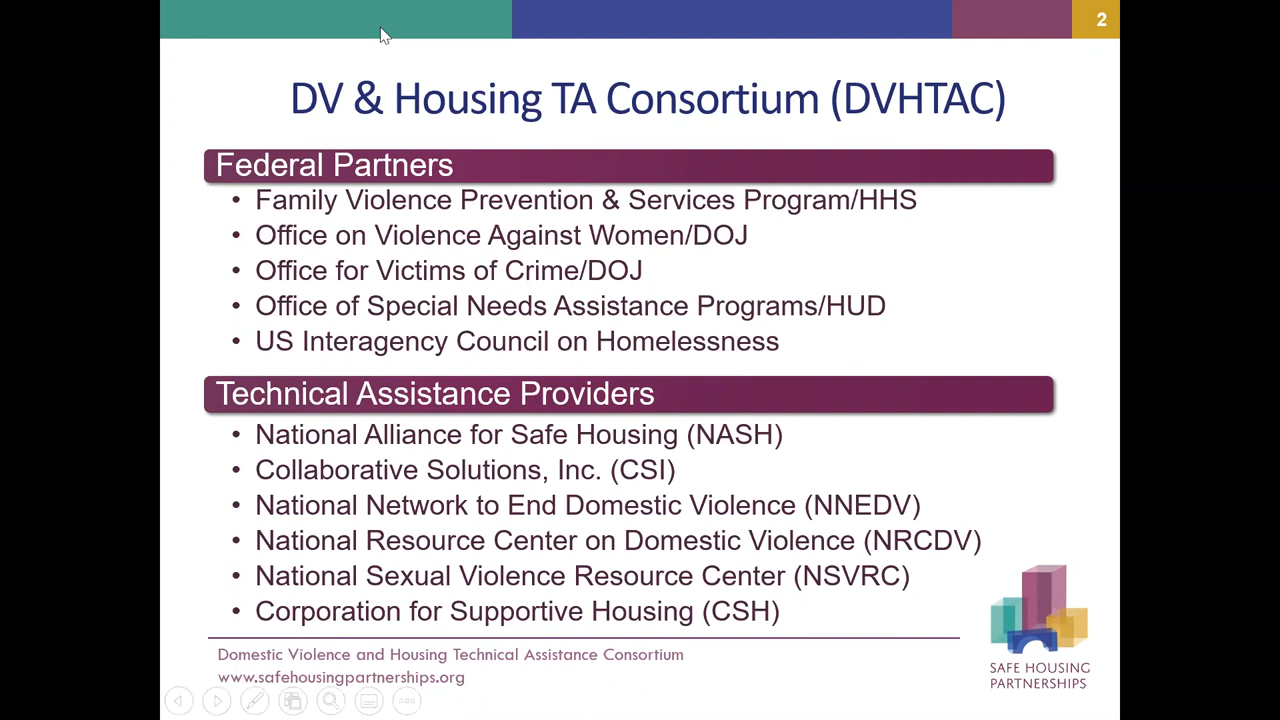 2
DV & Housing TA Consortium (DVHTAC)
Federal Partners
• Family Violence Prevention & Services Program/HHS
• Office on Violence Against Women/DOJ
• Office for Victims of Crime/DOJ
• Office of Special Needs Assistance Programs/HUD
• US Interagency Council on Homelessness
Technical Assistance Providers
• National Alliance for Safe Housing (NASH)
• Collaborative Solutions, Inc. (CSI)
• National Network to End Domestic Violence (NNEDV)
• National Resource Center on Domestic Violence (NRCDV)
• National Sexual Violence Resource Center (NSVRC)
• Corporation for Supportive Housing (CSH)
Domestic Violence and Housing Technical Assistance Consortium
www.safehousingpartnerships.org
SAFE HOUSING
PARTNERSHIPS